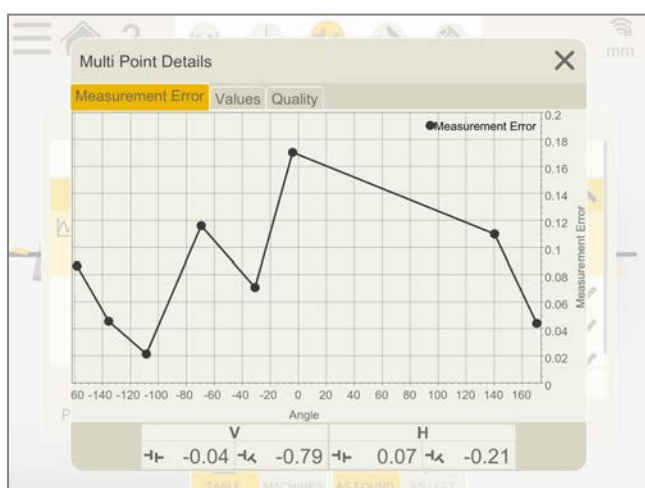 ?
mm
Multi Point Details
Measurement Error Values Quality
Measurement Error
0.2
0.18
0.16
0.14
0.12
0.1
0.08
0.06
0.04
0.02
0
Measurement Error
60 -140 -120 -100 -80 -60 -40 -20 0 20 40 60 80 100 120 140 160
Angle
V H
-0.04 -0.79 0.07 -0.21
TABLE MACHINES AS FOUND AS LEFT